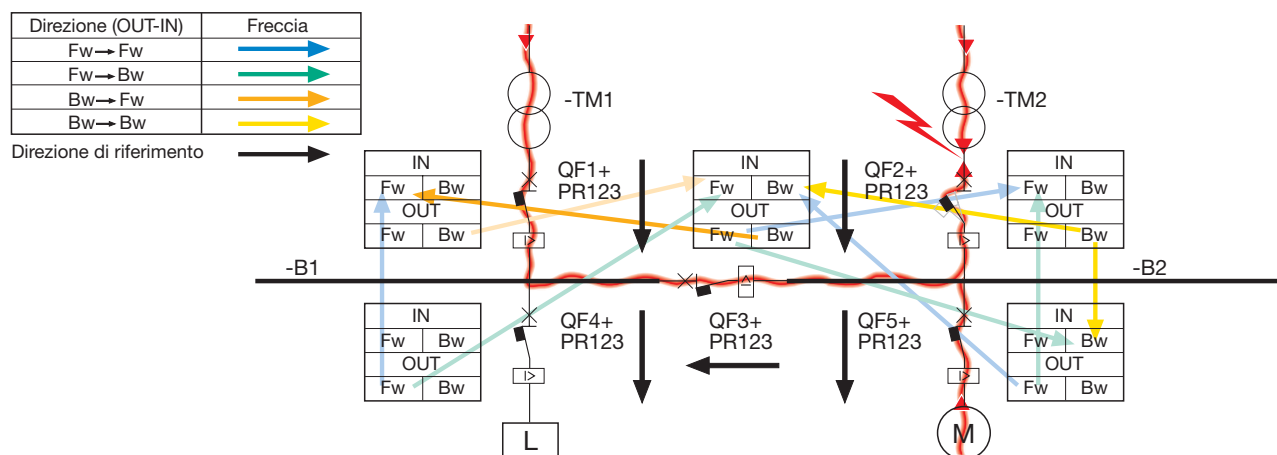 Direzione (OUT-IN) Freccia
Fw→Fw
Fw→Bw
Bw→Fw
Bw→Bw
Direzione di riferimento
-TM1
-TM2
IN
Fw Bw
OUT
Fw Bw
QF1+
PR123
IN
Fw Bw
OUT
Fw Bw
QF2+
PR123
IN
Fw Bw
OUT
Fw Bw
I>
I>
-B1
-B2
I>
IN
Fw Bw
OUT
Fw Bw
QF4+
PR123
QF3+
PR123
QF5+
PR123
IN
Fw Bw
OUT
Fw Bw
I>
I>
L
M